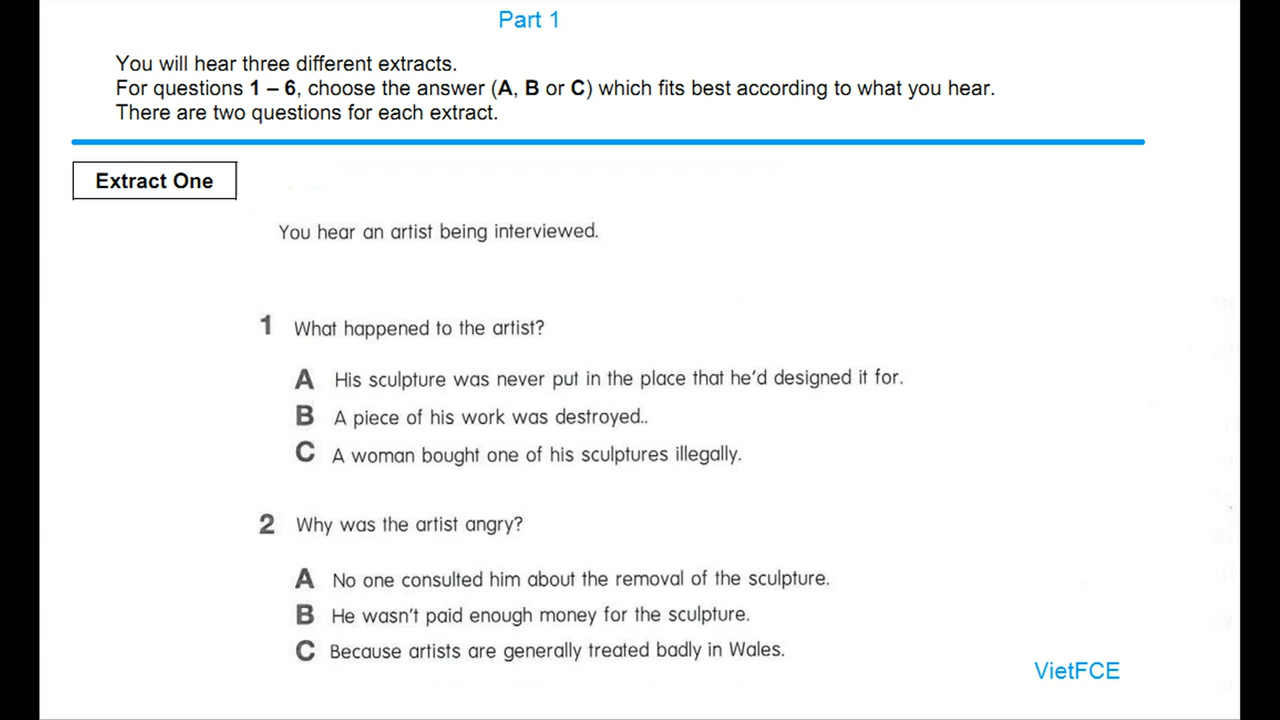 Part 1
You will hear three different extracts.
For questions 1 – 6, choose the answer (A, B or C) which fits best according to what you hear.
There are two questions for each extract.
Extract One
You hear an artist being interviewed.
1 What happened to the artist?
A His sculpture was never put in the place that he'd designed it for.
B A piece of his work was destroyed..
C A woman bought one of his sculptures illegally.
2 Why was the artist angry?
A No one consulted him about the removal of the sculpture.
B He wasn't paid enough money for the sculpture.
C Because artists are generally treated badly in Wales.
VietFCE